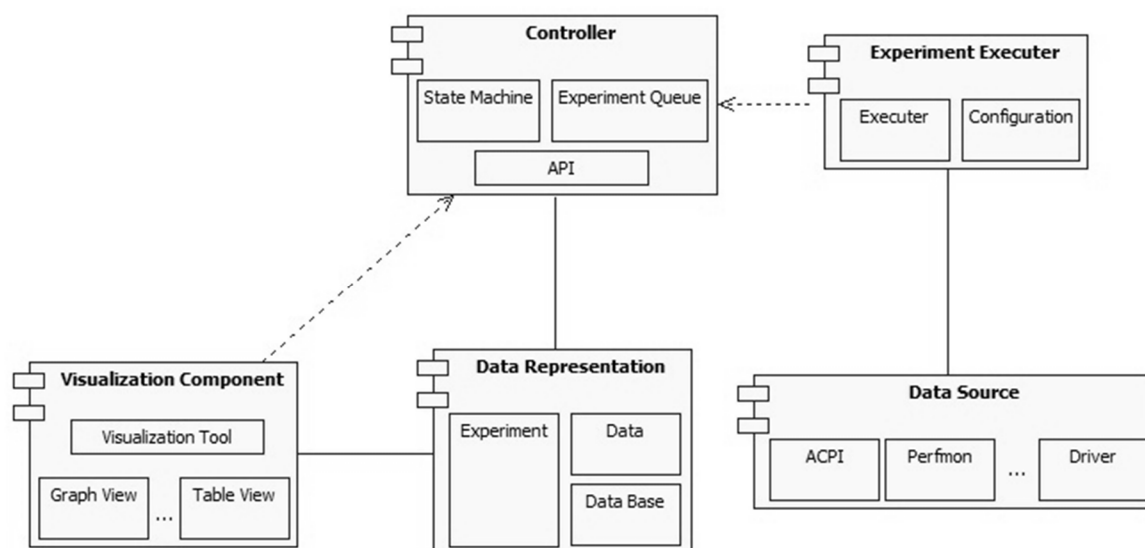 Controller
State Machine
Experiment Queue
API
Experiment Executer
Executer
Configuration
Visualization Component
Visualization Tool
Graph View
...
Table View
Data Representation
Experiment
Data
Data Base
Data Source
ACPI
Perfmon
...
Driver